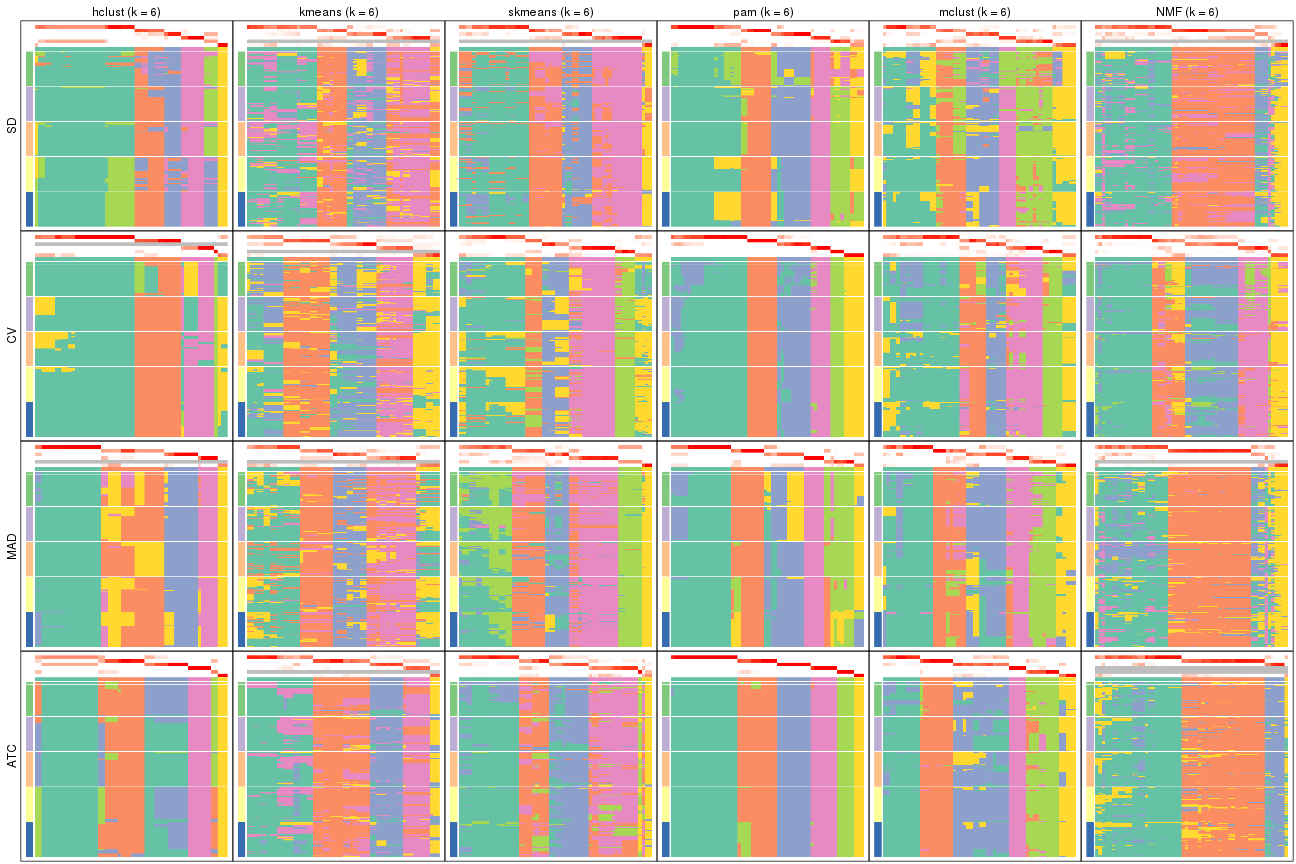 hclust (k = 6)
kmeans (k = 6)
skmeans (k = 6)
pam (k = 6)
mclust (k = 6)
NMF (k = 6)
SD
CV
MAD
ATC